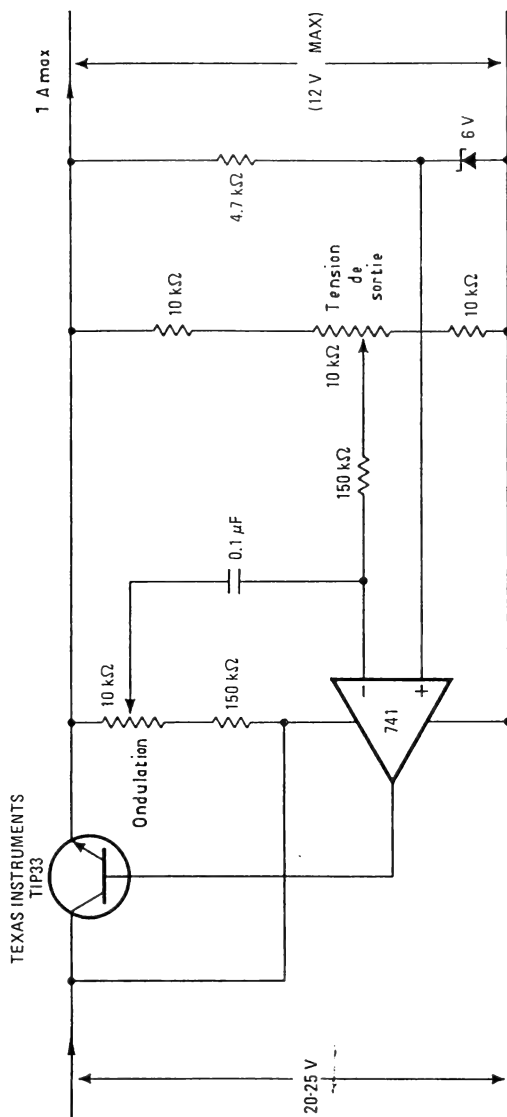 TEXAS INSTRUMENTS
TIP33
1 A max
10 kΩ
Ondulation
150 kΩ
0.1 µF
10 kΩ
4.7 kΩ
150 kΩ
10 kΩ
Tension
de
sortie
10 kΩ
6 V
20-25 V
(12 V MAX)
741
−
+